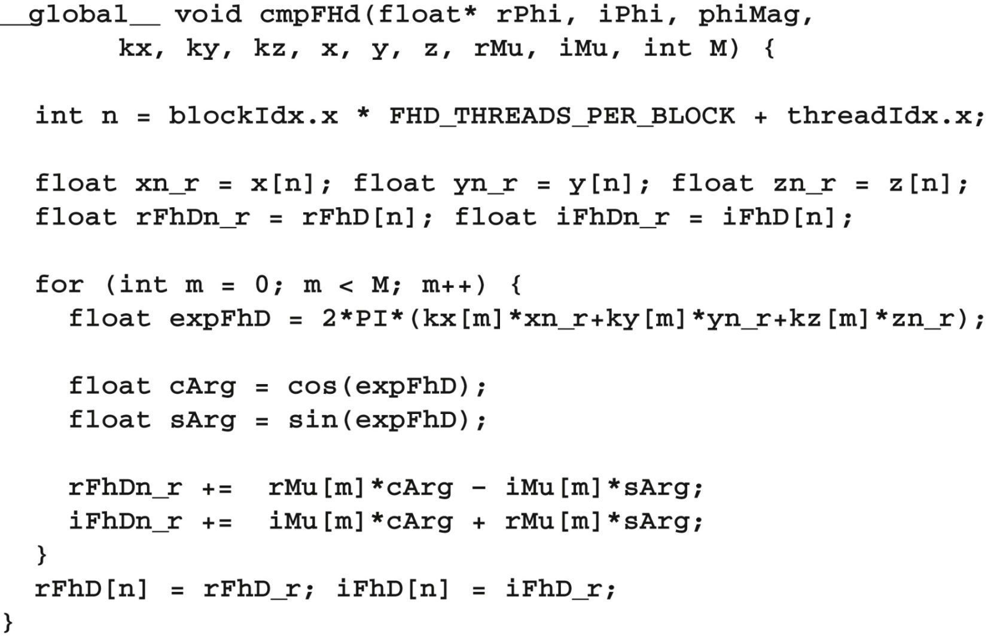 __global__ void cmpFHd(float* rPhi, iPhi, phiMag,
kx, ky, kz, x, y, z, rMu, iMu, int M) {
int n = blockIdx.x * FHD_THREADS_PER_BLOCK + threadIdx.x;
float xn_r = x[n]; float yn_r = y[n]; float zn_r = z[n];
float rFhDn_r = rFhD[n]; float iFhDn_r = iFhD[n];
for (int m = 0; m < M; m++) {
float expFhD = 2*PI*(kx[m]*xn_r+ky[m]*yn_r+kz[m]*zn_r);
float cArg = cos(expFhD);
float sArg = sin(expFhD);
rFhDn_r += rMu[m]*cArg - iMu[m]*sArg;
iFhDn_r += iMu[m]*cArg + rMu[m]*sArg;
}
rFhD[n] = rFhD_r; iFhD[n] = iFhD_r;
}